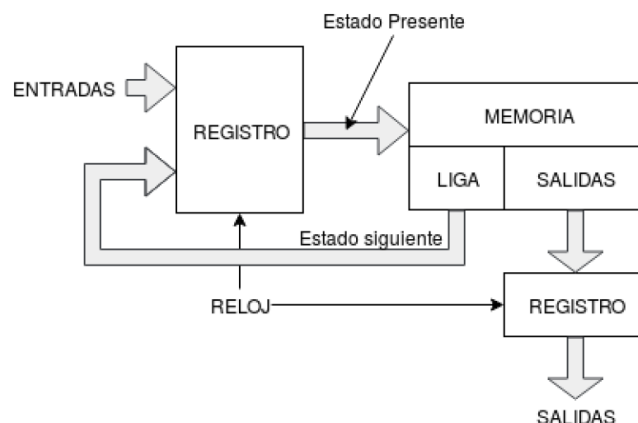 Estado Presente
ENTRADAS
REGISTRO
MEMORIA
LIGA
SALIDAS
Estado siguiente
RELOJ
REGISTRO
SALIDAS